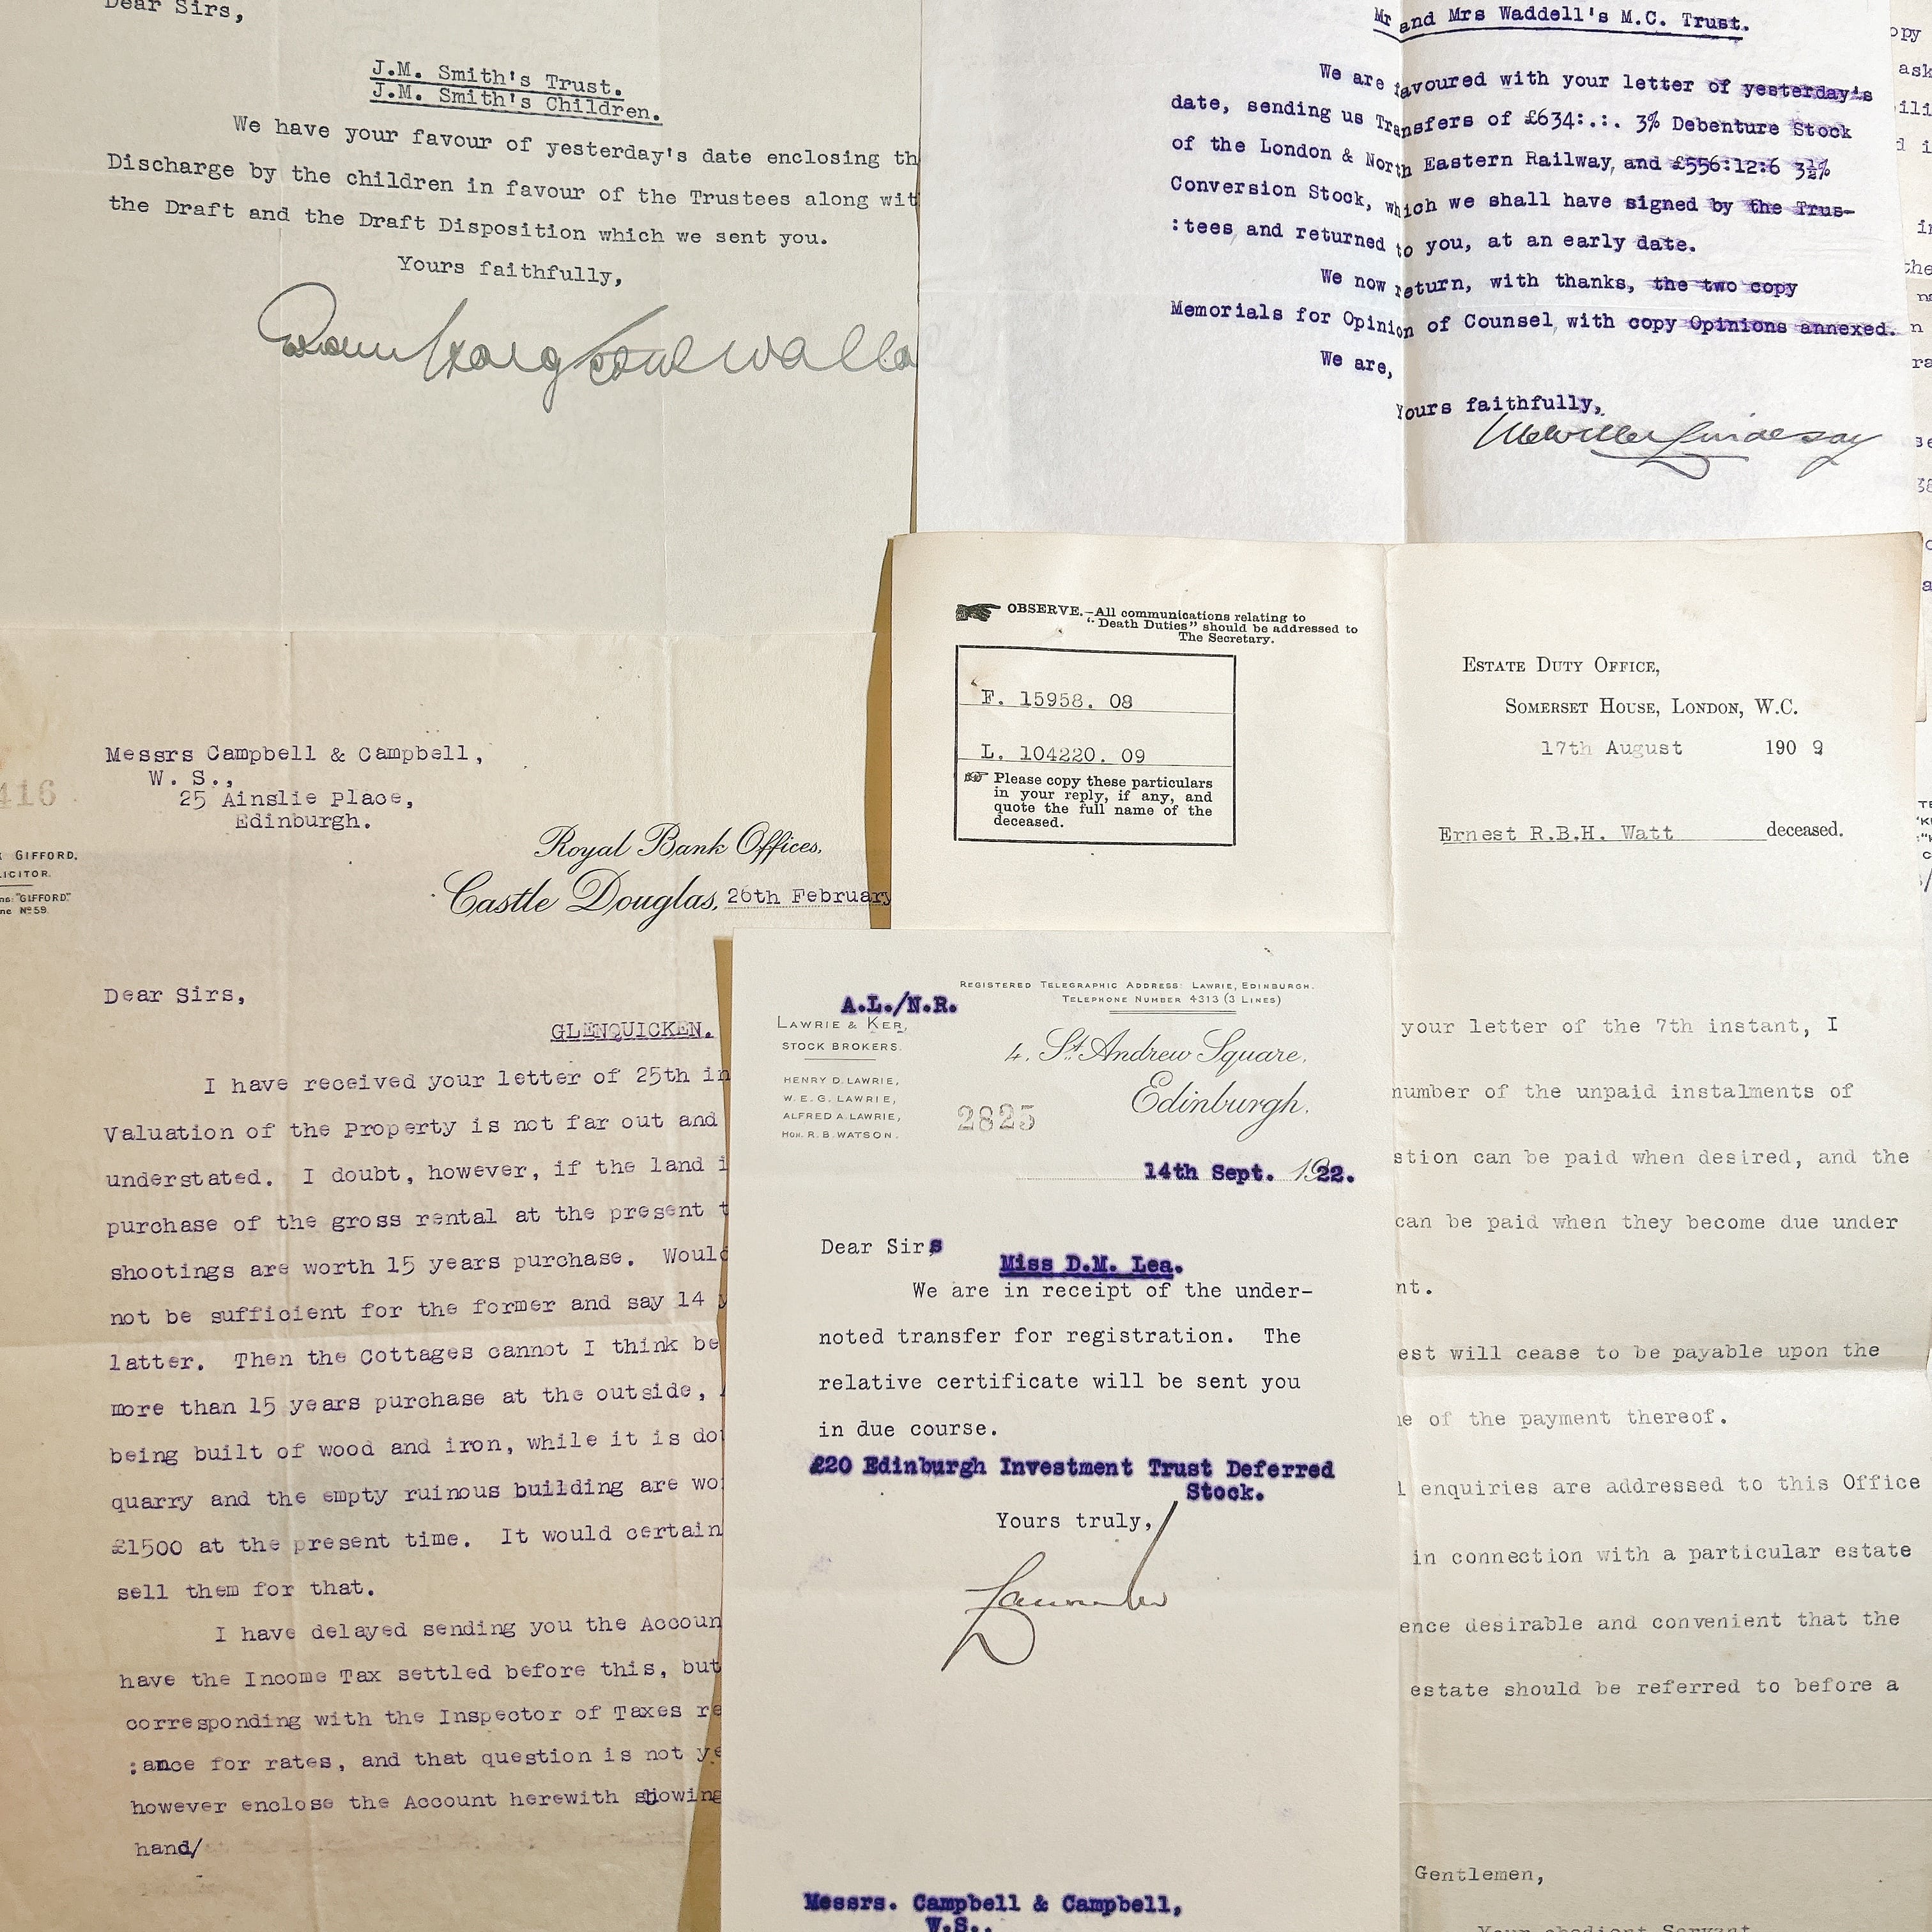 Dear Sirs,
J.M. Smith's Trust.
J.M. Smith's Children.
We have your favour of yesterday's date enclosing th
Discharge by the children in favour of the Trustees along wit
the Draft and the Draft Disposition which we sent you.
Yours faithfully,
Mr and Mrs Waddell's M.C. Trust.
We are favoured with your letter of yesterday's
date, sending us Transfers of £634:.:. 3% Debenture Stock
of the London & North Eastern Railway, and £556:12:6 3½%
Conversion Stock, which we shall have signed by the Trus-
:tees and returned to you, at an early date.
We now return, with thanks, the two copy
Memorials for Opinion of Counsel with copy Opinions annexed.
We are,
Yours faithfully,
Melville Lindesay
OBSERVE.—All communications relating to
"Death Duties" should be addressed to
The Secretary.
F. 15958. 08
L. 104220. 09
Please copy these particulars
in your reply, if any, and
quote the full name of the
deceased.
ESTATE DUTY OFFICE,
SOMERSET HOUSE, LONDON, W.C.
17th August 1909
Ernest R.B.H. Watt deceased.
your letter of the 7th instant, I
number of the unpaid instalments of
stion can be paid when desired, and the
can be paid when they become due under
nt.
est will cease to be payable upon the
e of the payment thereof.
l enquiries are addressed to this Office
in connection with a particular estate
ence desirable and convenient that the
estate should be referred to before a
Gentlemen,
Your obedient Servant
416
Messrs Campbell & Campbell,
W. S.,
25 Ainslie Place,
Edinburgh.
GIFFORD,
LICITOR.
"GIFFORD."
Nº 59.
Royal Bank Offices,
Castle Douglas, 26th February
Dear Sirs,
GLENQUICKEN.
I have received your letter of 25th in
Valuation of the Property is not far out and
understated. I doubt, however, if the land i
purchase of the gross rental at the present t
shootings are worth 15 years purchase. Would
not be sufficient for the former and say 14 y
latter. Then the Cottages cannot I think be
more than 15 years purchase at the outside,
being built of wood and iron, while it is do
quarry and the empty ruinous building are wo
£1500 at the present time. It would certain
sell them for that.
I have delayed sending you the Accoun
have the Income Tax settled before this, but
corresponding with the Inspector of Taxes re
:ance for rates, and that question is not ye
however enclose the Account herewith showing
hand/
REGISTERED TELEGRAPHIC ADDRESS: LAWRIE, EDINBURGH.
TELEPHONE NUMBER 4313 (3 LINES)
A.L./N.R.
LAWRIE & KER,
STOCK BROKERS.
HENRY D. LAWRIE,
W. E. G. LAWRIE,
ALFRED A. LAWRIE,
HON. R. B. WATSON.
4, St. Andrew Square,
Edinburgh.
2825
14th Sept. 1922.
Dear Sirs
Miss D.M. Lea.
We are in receipt of the under-
noted transfer for registration. The
relative certificate will be sent you
in due course.
£20 Edinburgh Investment Trust Deferred
Stock.
Yours truly,
Messrs. Campbell & Campbell,
W.S.,